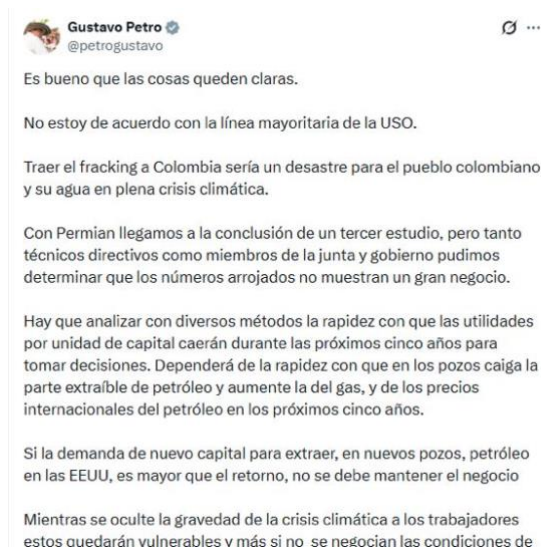 Gustavo Petro
@petrogustavo
Es bueno que las cosas queden claras.
No estoy de acuerdo con la línea mayoritaria de la USO.
Traer el fracking a Colombia sería un desastre para el pueblo colombiano
y su agua en plena crisis climática.
Con Permian llegamos a la conclusión de un tercer estudio, pero tanto
técnicos directivos como miembros de la junta y gobierno pudimos
determinar que los números arrojados no muestran un gran negocio.
Hay que analizar con diversos métodos la rapidez con que las utilidades
por unidad de capital caerán durante las próximos cinco años para
tomar decisiones. Dependerá de la rapidez con que en los pozos caiga la
parte extraíble de petróleo y aumente la del gas, y de los precios
internacionales del petróleo en los próximos cinco años.
Si la demanda de nuevo capital para extraer, en nuevos pozos, petróleo
en las EEUU, es mayor que el retorno, no se debe mantener el negocio
Mientras se oculte la gravedad de la crisis climática a los trabajadores
estos quedarán vulnerables y más si no se negocian las condiciones de